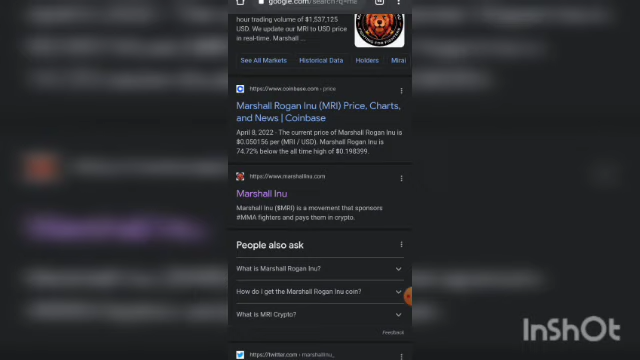 google.com/search?q=ma
hour trading volume of $1,537,125
USD. We update our MRI to USD price
in real-time. Marshall ...
See All Markets Historical Data Holders Mirai
https://www.coinbase.com › price
Marshall Rogan Inu (MRI) Price, Charts,
and News | Coinbase
April 8, 2022 · The current price of Marshall Rogan Inu is
$0.050156 per (MRI / USD). Marshall Rogan Inu is
74.72% below the all time high of $0.198399.
https://www.marshallinu.com
Marshall Inu
Marshall Inu ($MRI) is a movement that sponsors
#MMA fighters and pays them in crypto.
People also ask
What is Marshall Rogan Inu?
How do I get the Marshall Rogan Inu coin?
What is MRI Crypto?
Feedback
https://twitter.com › marshallinu_
InShOt